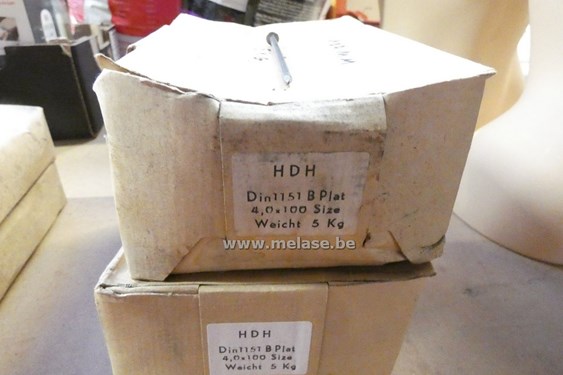 HDH
Din1151 B Plat
4,0x100 Size
Weicht 5 Kg
www.melase.be
HDH
Din1151 B Plat
4,0x100 Size
Weicht 5 Kg